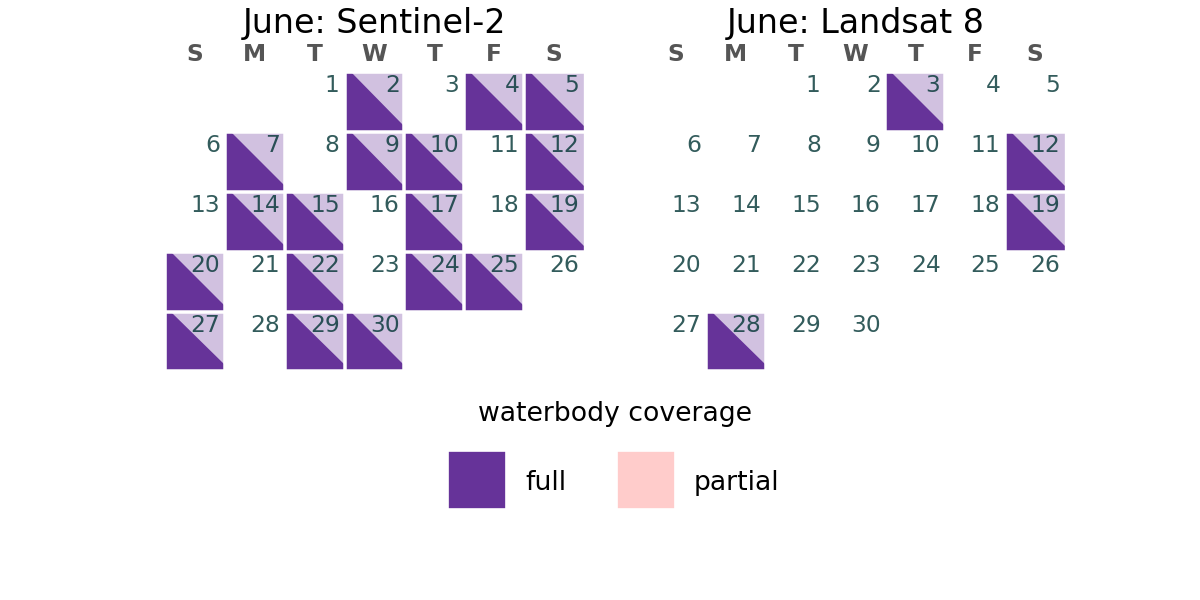 June: Sentinel-2
S M T W T F S
1 2 3 4 5
6 7 8 9 10 11 12
13 14 15 16 17 18 19
20 21 22 23 24 25 26
27 28 29 30
June: Landsat 8
S M T W T F S
1 2 3 4 5
6 7 8 9 10 11 12
13 14 15 16 17 18 19
20 21 22 23 24 25 26
27 28 29 30
waterbody coverage
full partial